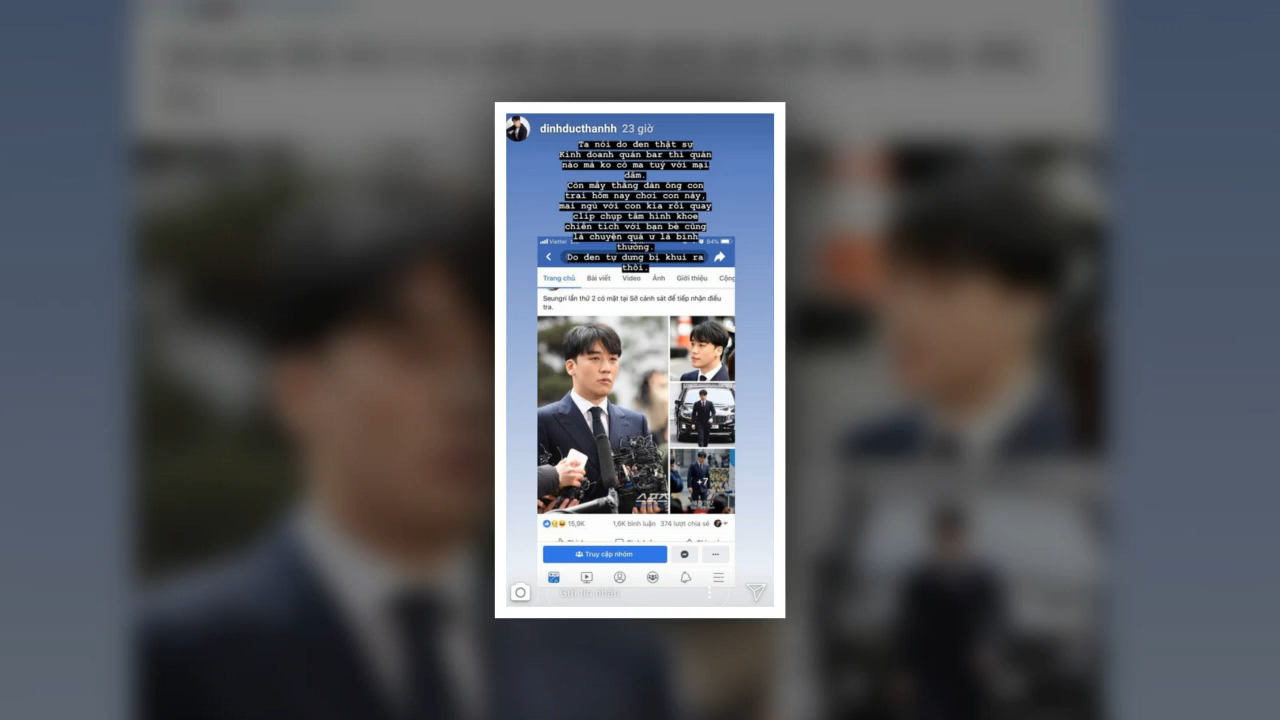 dinhducthanhh 23 giờ
Ta nói do đen thật sự
Kinh doanh quán bar thì quán
nào mà ko có ma tuý với mại
dâm.
Còn mấy thằng đàn ông con
trai hôm nay chơi con này,
mai ngủ với con kia rồi quay
clip chụp tấm hình khoe
chiến tích với bạn bè cũng
là chuyện quá ư là bình
thường.
Do đen tự dưng bị khui ra
thôi.
Viettel 84%
Trang chủ Bài viết Video Ảnh Giới thiệu Cộng
Seungri lần thứ 2 có mặt tại Sở cảnh sát để tiếp nhận điều
tra.
+7
15,9K 1,6K bình luận 374 lượt chia sẻ
Truy cập nhóm
Gửi tin nhắn